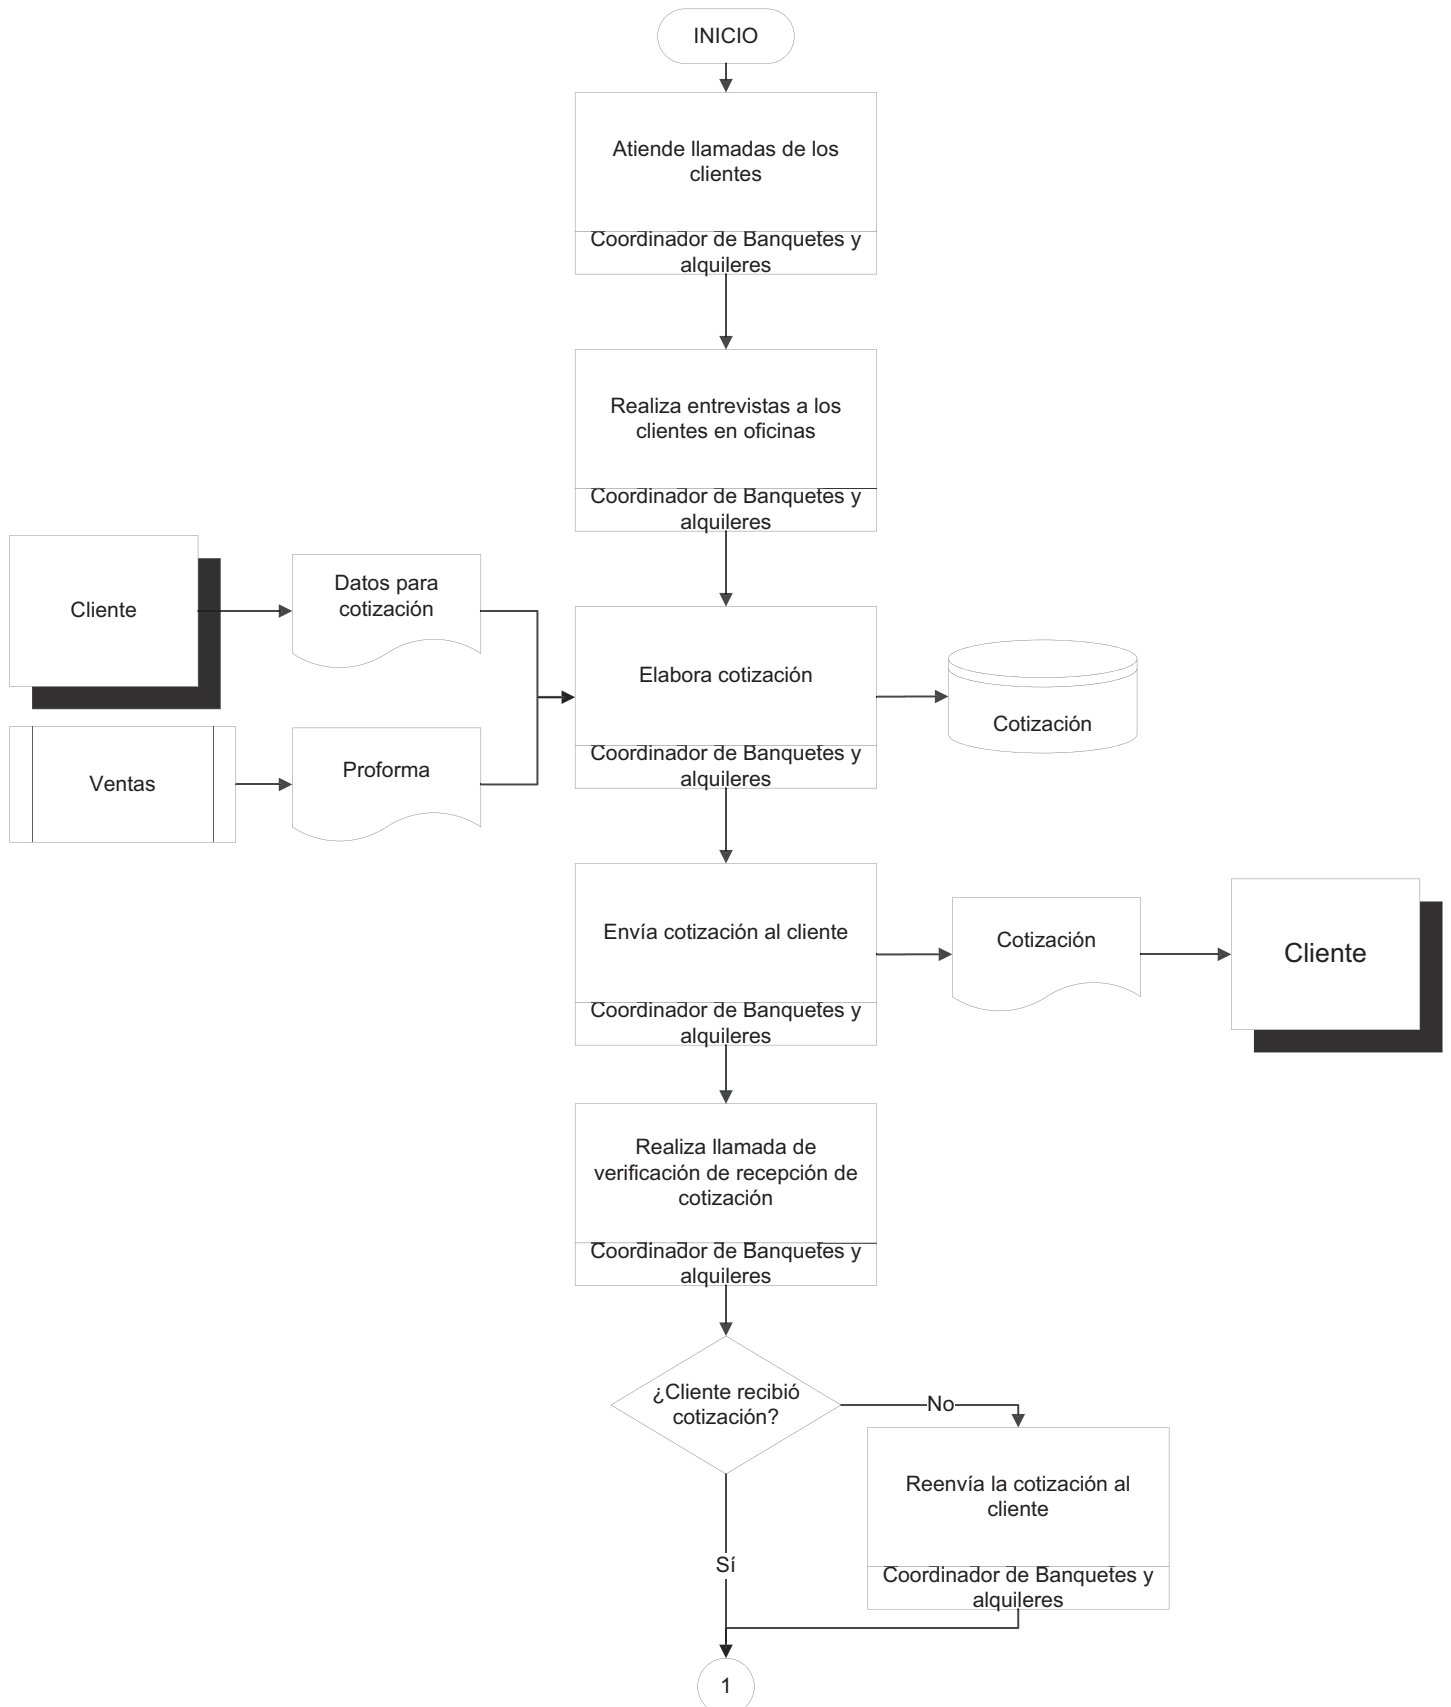 INICIO
Atiende llamadas de los
clientes
Coordinador de Banquetes y
alquileres
Realiza entrevistas a los
clientes en oficinas
Coordinador de Banquetes y
alquileres
Cliente
Datos para
cotización
Ventas
Proforma
Elabora cotización
Coordinador de Banquetes y
alquileres
Cotización
Envía cotización al cliente
Coordinador de Banquetes y
alquileres
Cotización
Cliente
Realiza llamada de
verificación de recepción de
cotización
Coordinador de Banquetes y
alquileres
¿Cliente recibió
cotización?
No
Reenvía la cotización al
cliente
Coordinador de Banquetes y
alquileres
Sí
1